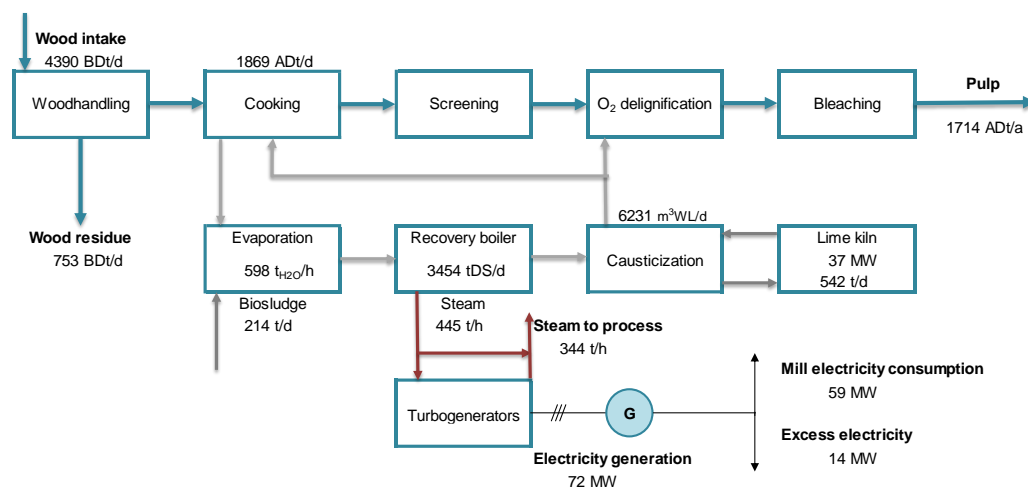 Wood intake
4390 BDt/d
1869 ADt/d
Woodhandling
Cooking
Screening
O₂ delignification
Bleaching
Pulp
1714 ADt/a
Wood residue
753 BDt/d
Evaporation
598 tH2O/h
Recovery boiler
3454 tDS/d
6231 m³WL/d
Causticization
Lime kiln
37 MW
542 t/d
Biosludge
214 t/d
Steam
445 t/h
Steam to process
344 t/h
Turbogenerators
G
Electricity generation
72 MW
Mill electricity consumption
59 MW
Excess electricity
14 MW